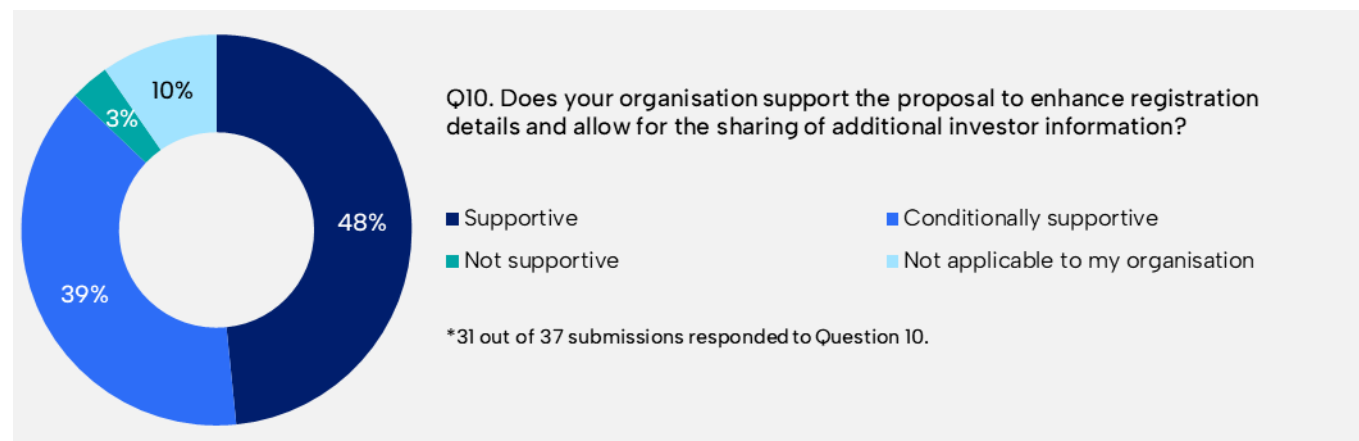 10%
3%
48%
39%
Q10. Does your organisation support the proposal to enhance registration
details and allow for the sharing of additional investor information?
Supportive
Conditionally supportive
Not supportive
Not applicable to my organisation
*31 out of 37 submissions responded to Question 10.